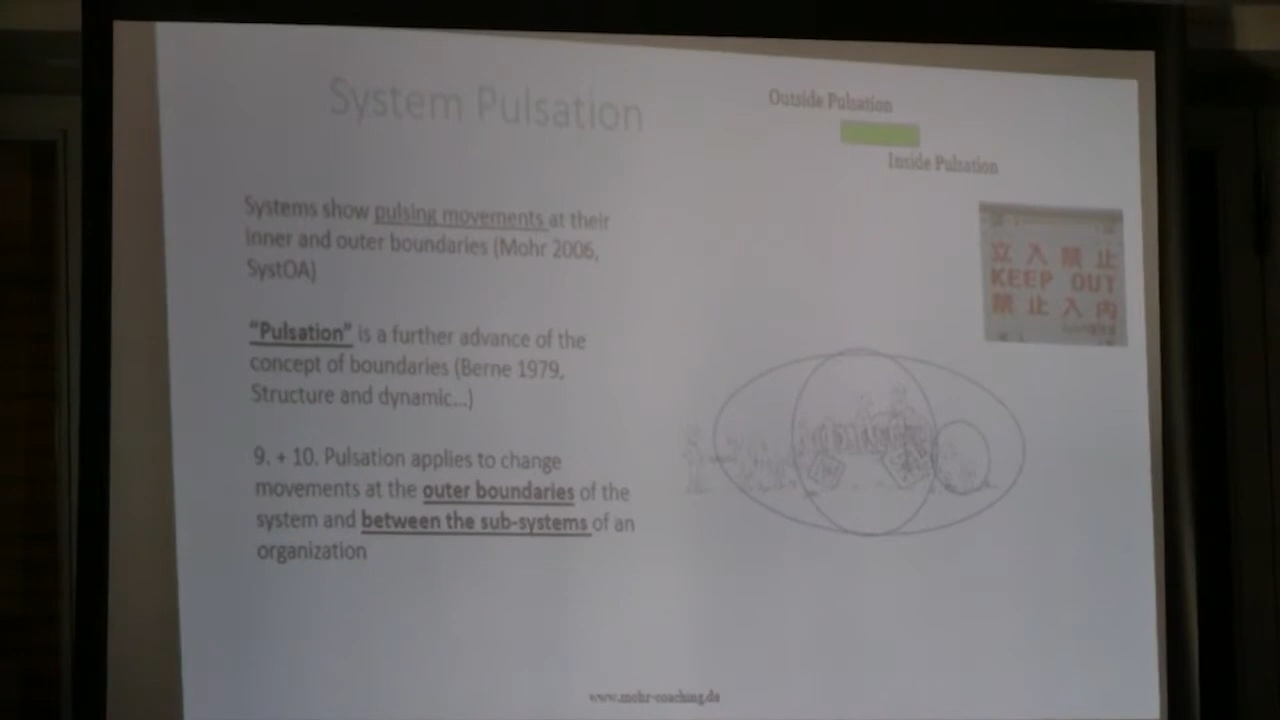 System Pulsation
Outside Pulsation
Inside Pulsation
Systems show pulsing movements at their
inner and outer boundaries (Mohr 2006,
SystOA)
"Pulsation" is a further advance of the
concept of boundaries (Berne 1979,
Structure and dynamic...)
9. + 10. Pulsation applies to change
movements at the outer boundaries of the
system and between the sub-systems of an
organization
立入禁止
KEEP OUT
禁止入内
www.mohr-coaching.de